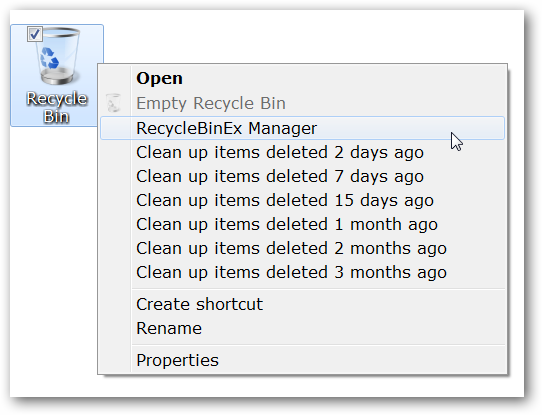 Recycle
Bin
Open
Empty Recycle Bin
RecycleBinEx Manager
Clean up items deleted 2 days ago
Clean up items deleted 7 days ago
Clean up items deleted 15 days ago
Clean up items deleted 1 month ago
Clean up items deleted 2 months ago
Clean up items deleted 3 months ago
Create shortcut
Rename
Properties